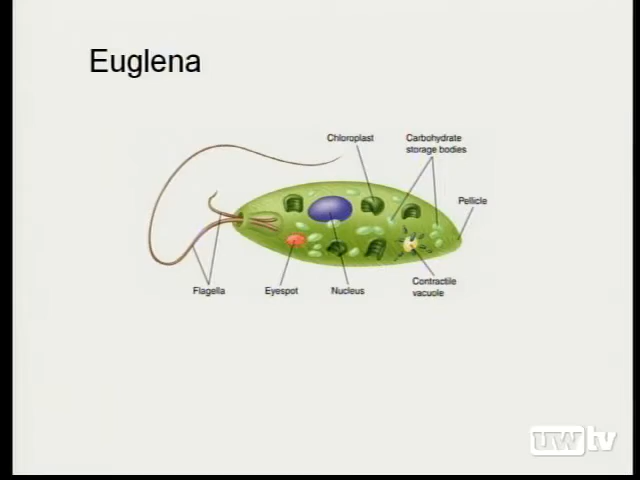 Euglena
Chloroplast
Carbohydrate
storage bodies
Pellicle
Flagella
Eyespot
Nucleus
Contractile
vacuole
uwtv